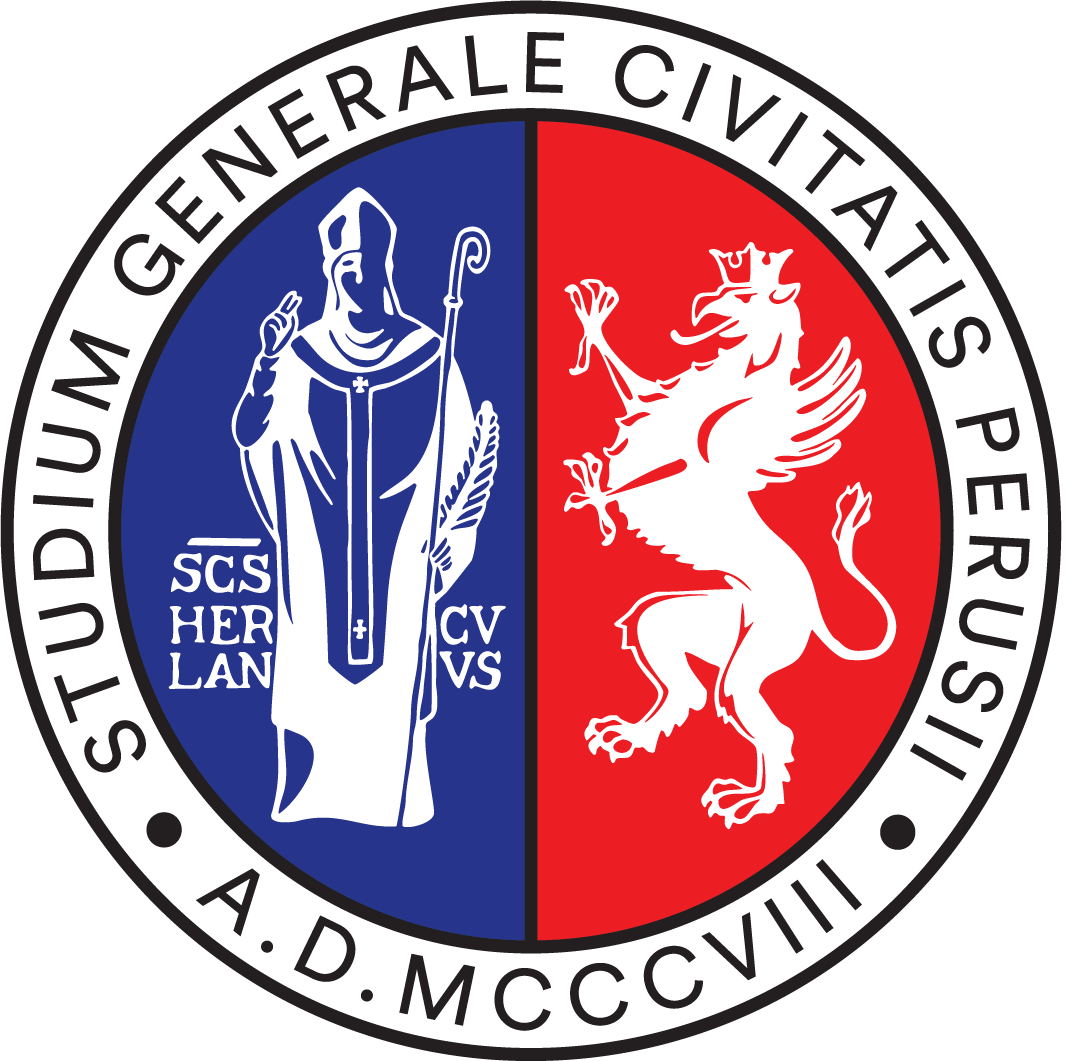 STUDIUM GENERALE CIVITATIS PERUSII
SCS
HER CV
LAN VS
A.D.MCCCVIII